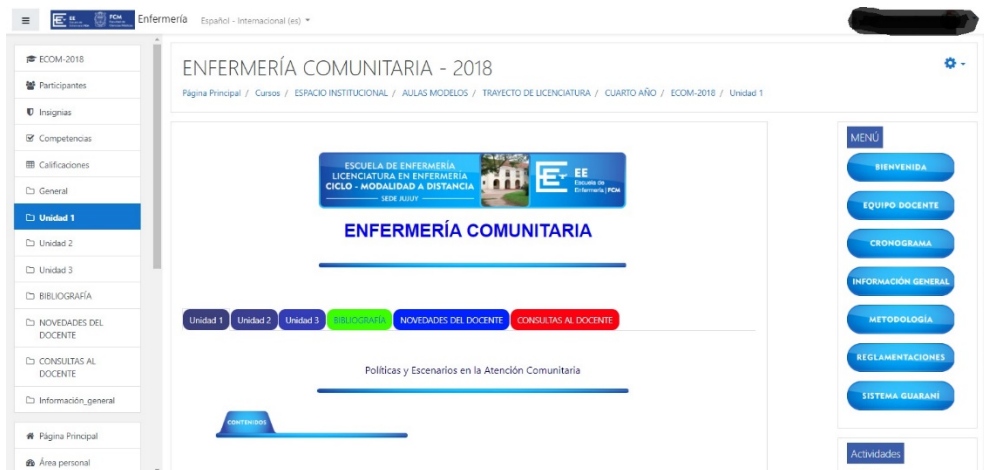 EE
FCM
Enfermería
Español - Internacional (es)
ECOM-2018
Participantes
Insignias
Competencias
Calificaciones
General
Unidad 1
Unidad 2
Unidad 3
BIBLIOGRAFÍA
NOVEDADES DEL
DOCENTE
CONSULTAS AL
DOCENTE
Información_general
Página Principal
Área personal
ENFERMERÍA COMUNITARIA - 2018
Página Principal / Cursos / ESPACIO INSTITUCIONAL / AULAS MODELOS / TRAYECTO DE LICENCIATURA / CUARTO AÑO / ECOM-2018 / Unidad 1
ESCUELA DE ENFERMERÍA
LICENCIATURA EN ENFERMERÍA
CICLO - MODALIDAD A DISTANCIA
SEDE JUJUY
EE
Escuela de
Enfermería | FCM
ENFERMERÍA COMUNITARIA
Unidad 1
Unidad 2
Unidad 3
BIBLIOGRAFÍA
NOVEDADES DEL DOCENTE
CONSULTAS AL DOCENTE
Políticas y Escenarios en la Atención Comunitaria
CONTENIDOS
MENÚ
BIENVENIDA
EQUIPO DOCENTE
CRONOGRAMA
INFORMACIÓN GENERAL
METODOLOGÍA
REGLAMENTACIONES
SISTEMA GUARANÍ
Actividades